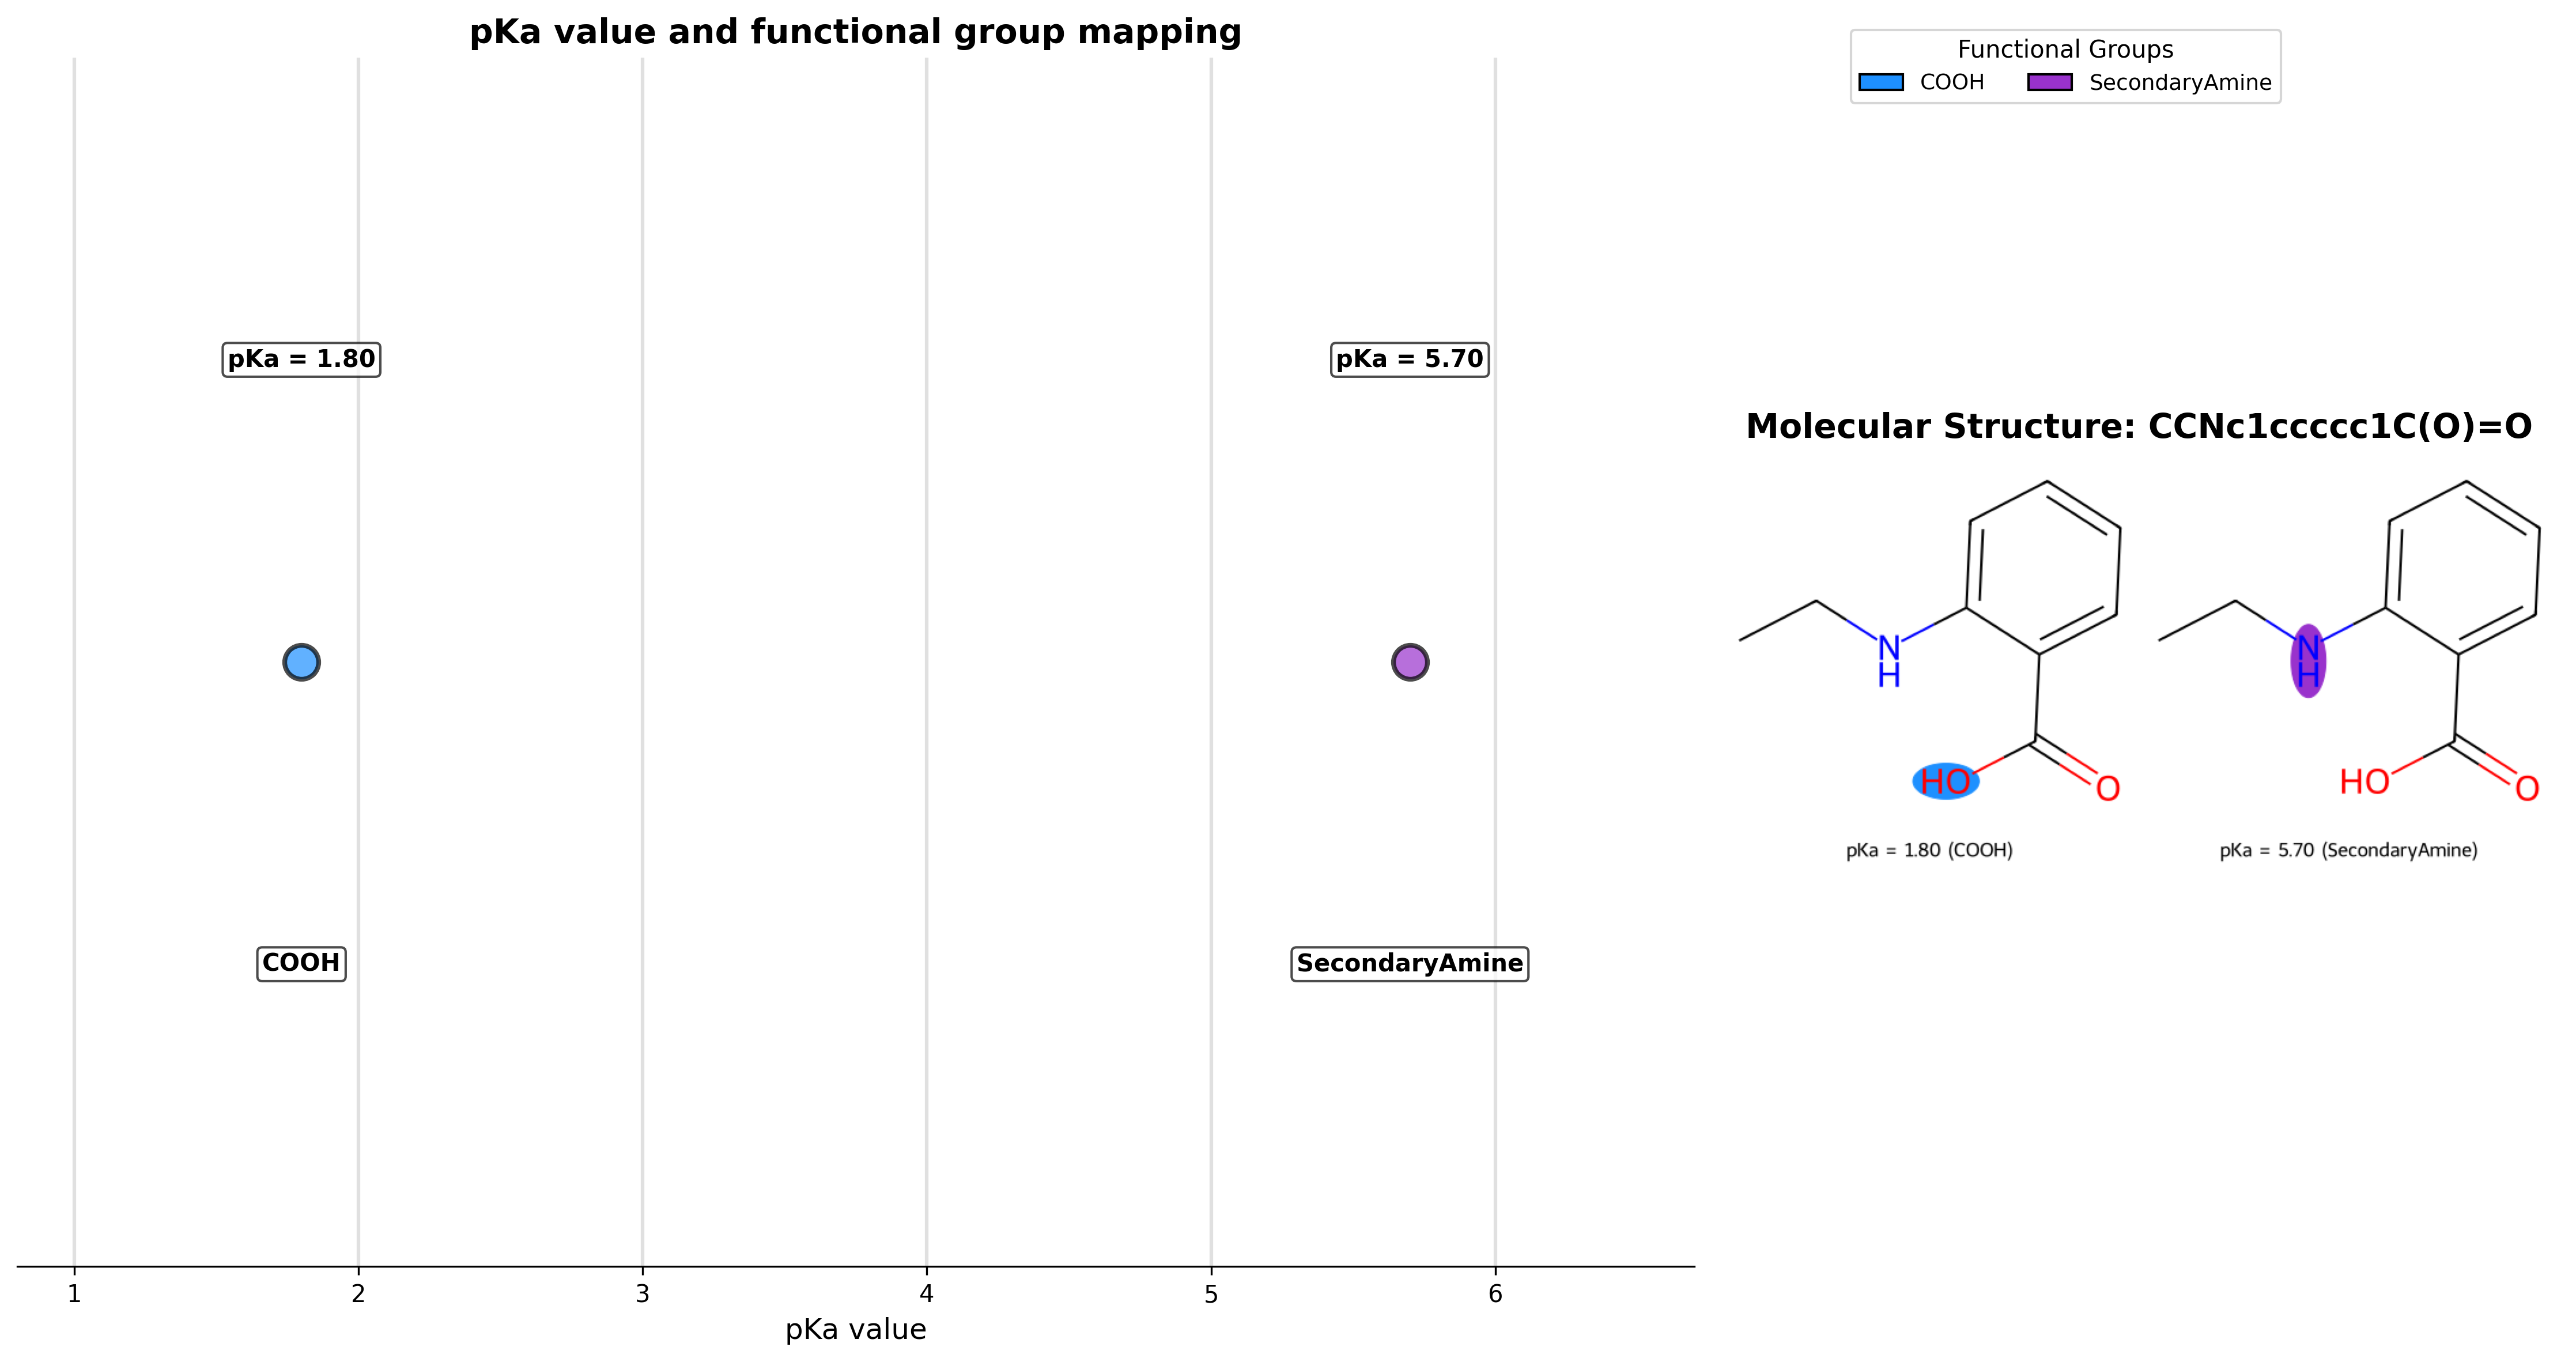 pKa value and functional group mapping
pKa = 1.80
pKa = 5.70
COOH
SecondaryAmine
1 2 3 4 5 6
pKa value
Functional Groups
COOH SecondaryAmine
Molecular Structure: CCNc1ccccc1C(O)=O
N
H
HO
O
pKa = 1.80 (COOH)
N
H
HO
O
pKa = 5.70 (SecondaryAmine)